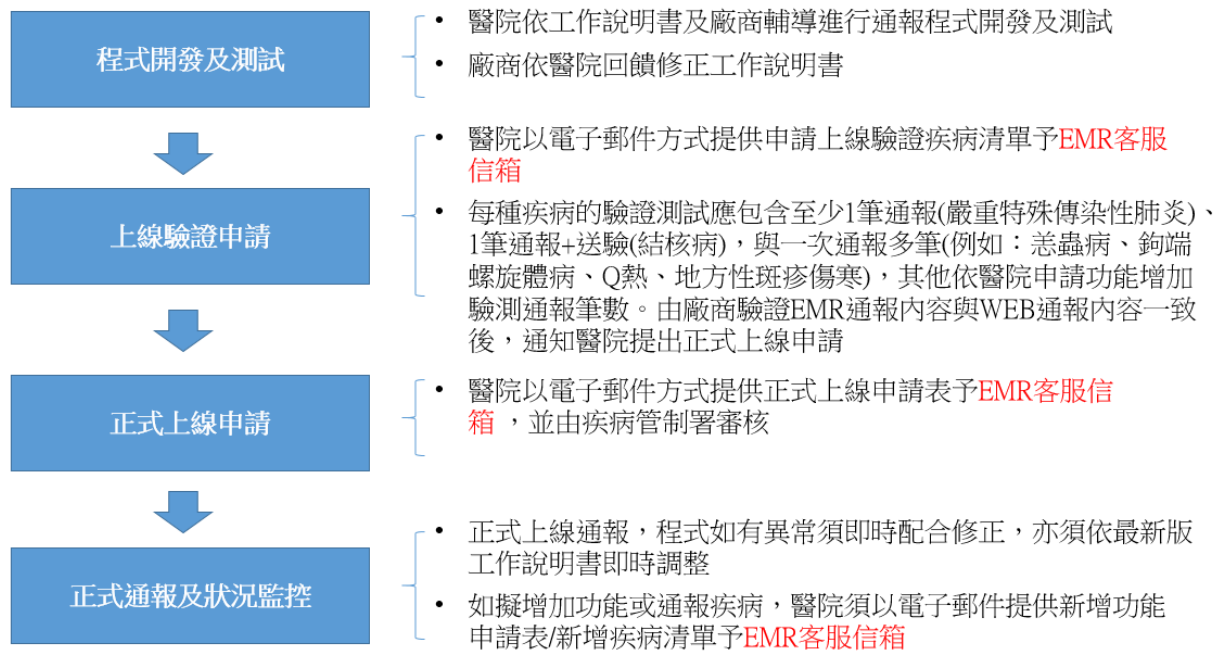 程式開發及測試
• 醫院依工作說明書及廠商輔導進行通報程式開發及測試
• 廠商依醫院回饋修正工作說明書
上線驗證申請
• 醫院以電子郵件方式提供申請上線驗證疾病清單予EMR客服
信箱
• 每種疾病的驗證測試應包含至少1筆通報(嚴重特殊傳染性肺炎)、
1筆通報+送驗(結核病)，與一次通報多筆(例如：恙蟲病、鉤端
螺旋體病、Q熱、地方性斑疹傷寒)，其他依醫院申請功能增加
驗測通報筆數。由廠商驗證EMR通報內容與WEB通報內容一致
後，通知醫院提出正式上線申請
正式上線申請
• 醫院以電子郵件方式提供正式上線申請表予EMR客服信
箱 ，並由疾病管制署審核
正式通報及狀況監控
• 正式上線通報，程式如有異常須即時配合修正，亦須依最新版
工作說明書即時調整
• 如擬增加功能或通報疾病，醫院須以電子郵件提供新增功能
申請表/新增疾病清單予EMR客服信箱